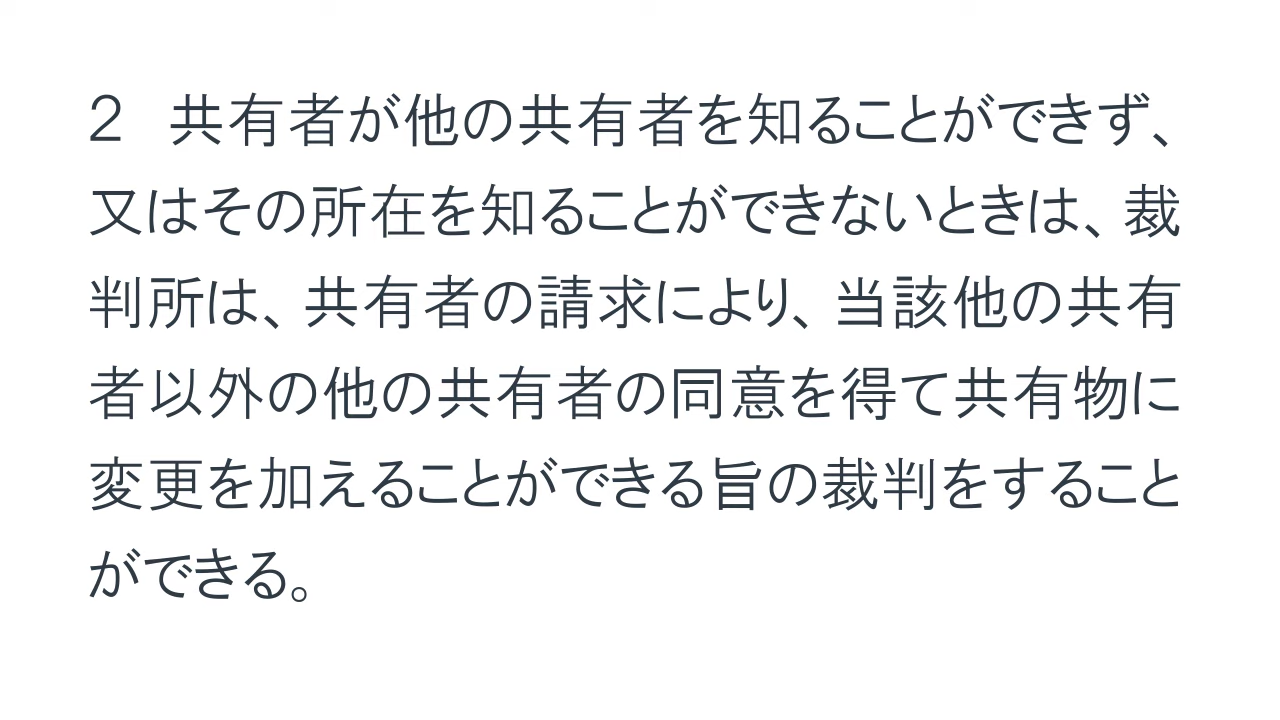 ２　共有者が他の共有者を知ることができず、
又はその所在を知ることができないときは、裁
判所は、共有者の請求により、当該他の共有
者以外の他の共有者の同意を得て共有物に
変更を加えることができる旨の裁判をすること
ができる。